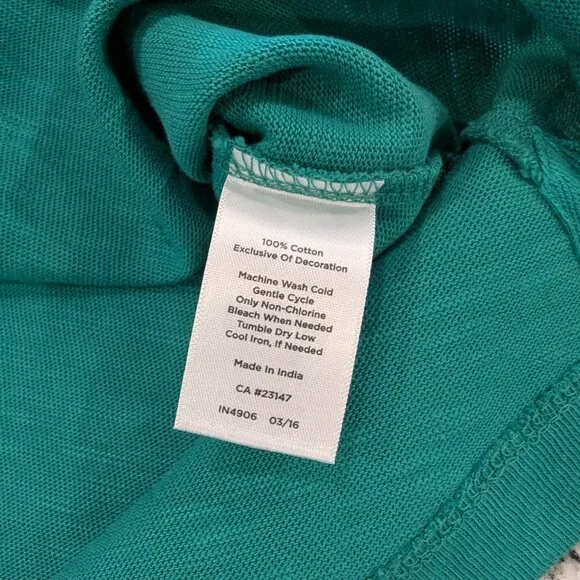 100% Cotton
Exclusive Of Decoration
Machine Wash Cold
Gentle Cycle
Only Non-Chlorine
Bleach When Needed
Tumble Dry Low
Cool Iron, If Needed
Made In India
CA #23147
IN4906 03/16